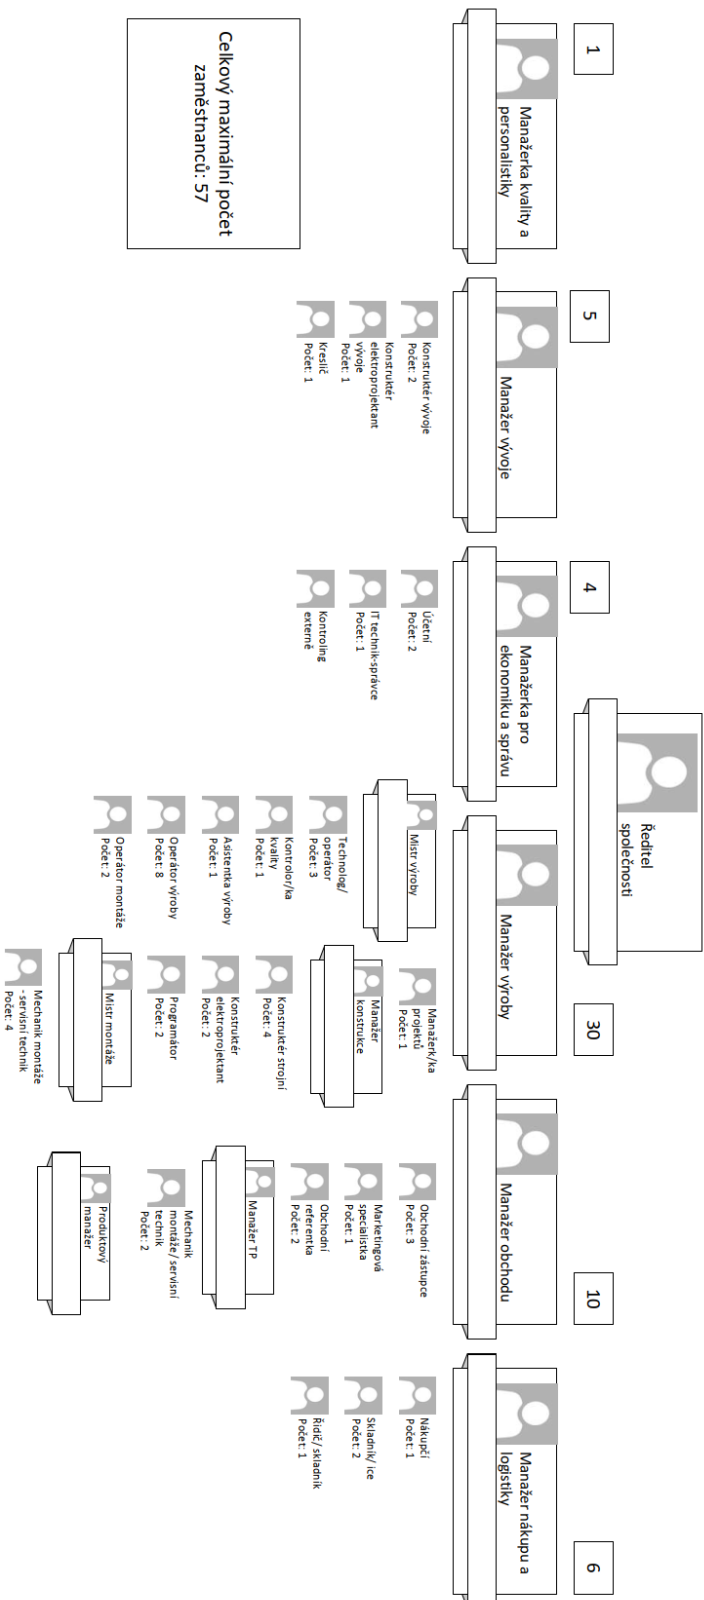 Ředitel
společnosti
1
Manažerka kvality a
personalistiky
5
Manažer vývoje
Konstruktér vývoje
Počet: 2
Konstruktér
elektroprojektant
vývoje
Počet: 1
Kreslič
Počet: 1
4
Manažerka pro
ekonomiku a správu
Účetní
Počet: 2
IT technik-správce
Počet: 1
Kontroling
externě
30
Manažer výroby
Mistr výroby
Technolog/
operátor
Počet: 3
Kontrolor/ka
kvality
Počet: 1
Asistentka výroby
Počet: 1
Operátor výroby
Počet: 8
Operátor montáže
Počet: 2
Manažerk/ka
projektů
Počet: 1
Manažer
konstrukce
Konstruktér strojní
Počet: 4
Konstruktér
elektroprojektant
Počet: 2
Programátor
Počet: 2
Mistr montáže
Mechanik montáže
- servisní technik
Počet: 4
10
Manažer obchodu
Obchodní zástupce
Počet: 3
Marketingová
specialistka
Počet: 1
Obchodní
referentka
Počet: 2
Manažer TP
Mechanik
montáže/ servisní
technik
Počet: 2
Produktový
manažer
6
Manažer nákupu a
logistiky
Nákupčí
Počet: 1
Skladník/ ice
Počet: 2
Řidič/ skladník
Počet: 1
Celkový maximální počet
zaměstnanců: 57